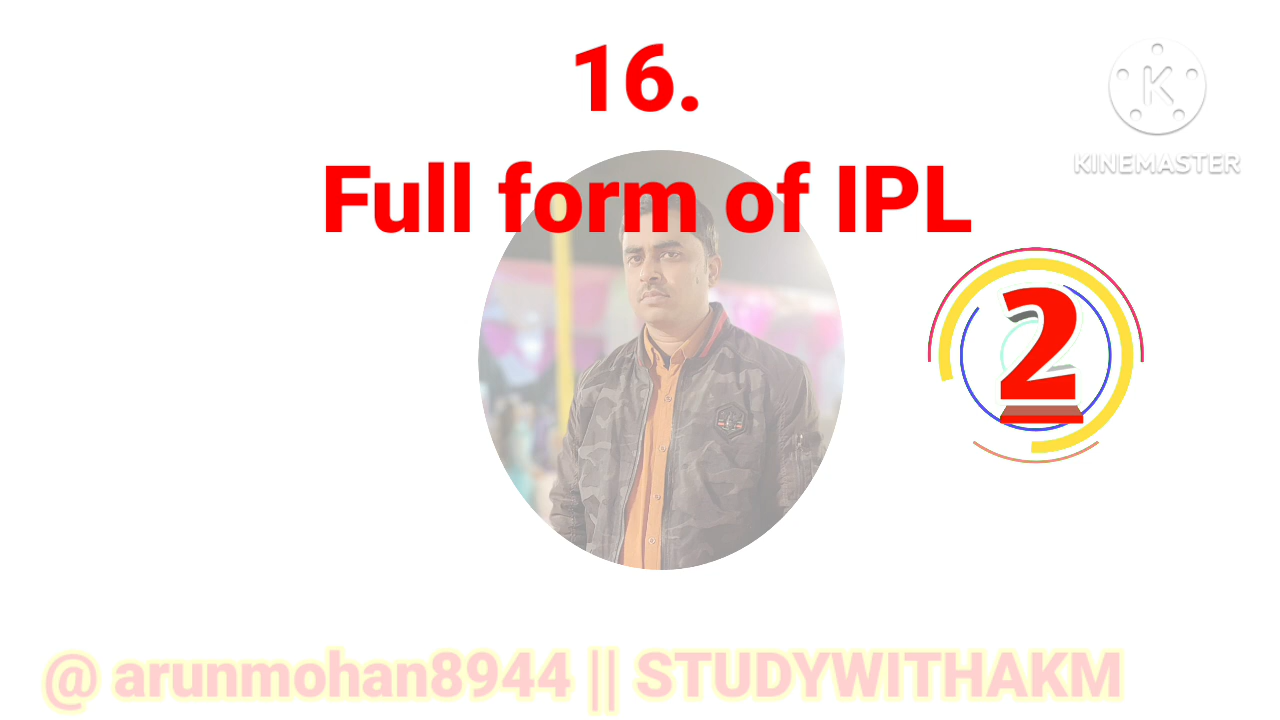 16.
Full form of IPL
KINEMASTER
2
@ arunmohan8944 || STUDYWITHAKM